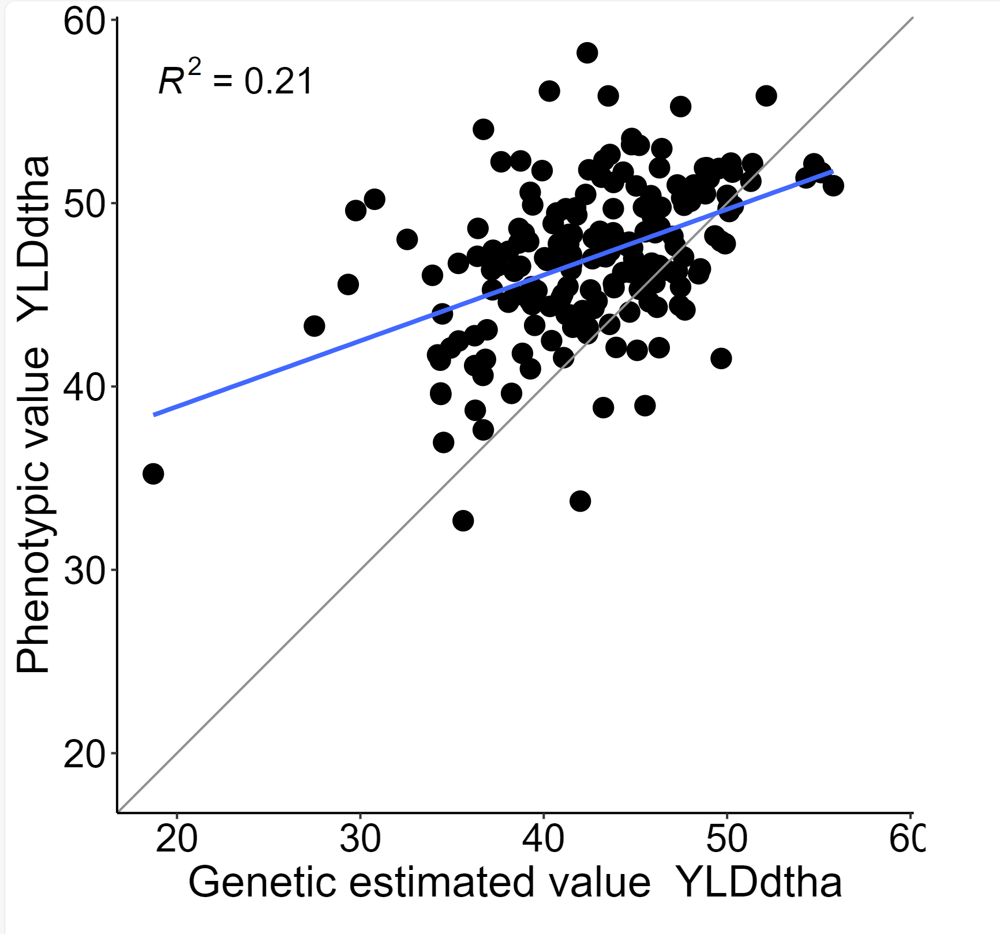 R² = 0.21
Phenotypic value  YLDdtha
60
50
40
30
20
20 30 40 50 60
Genetic estimated value  YLDdtha